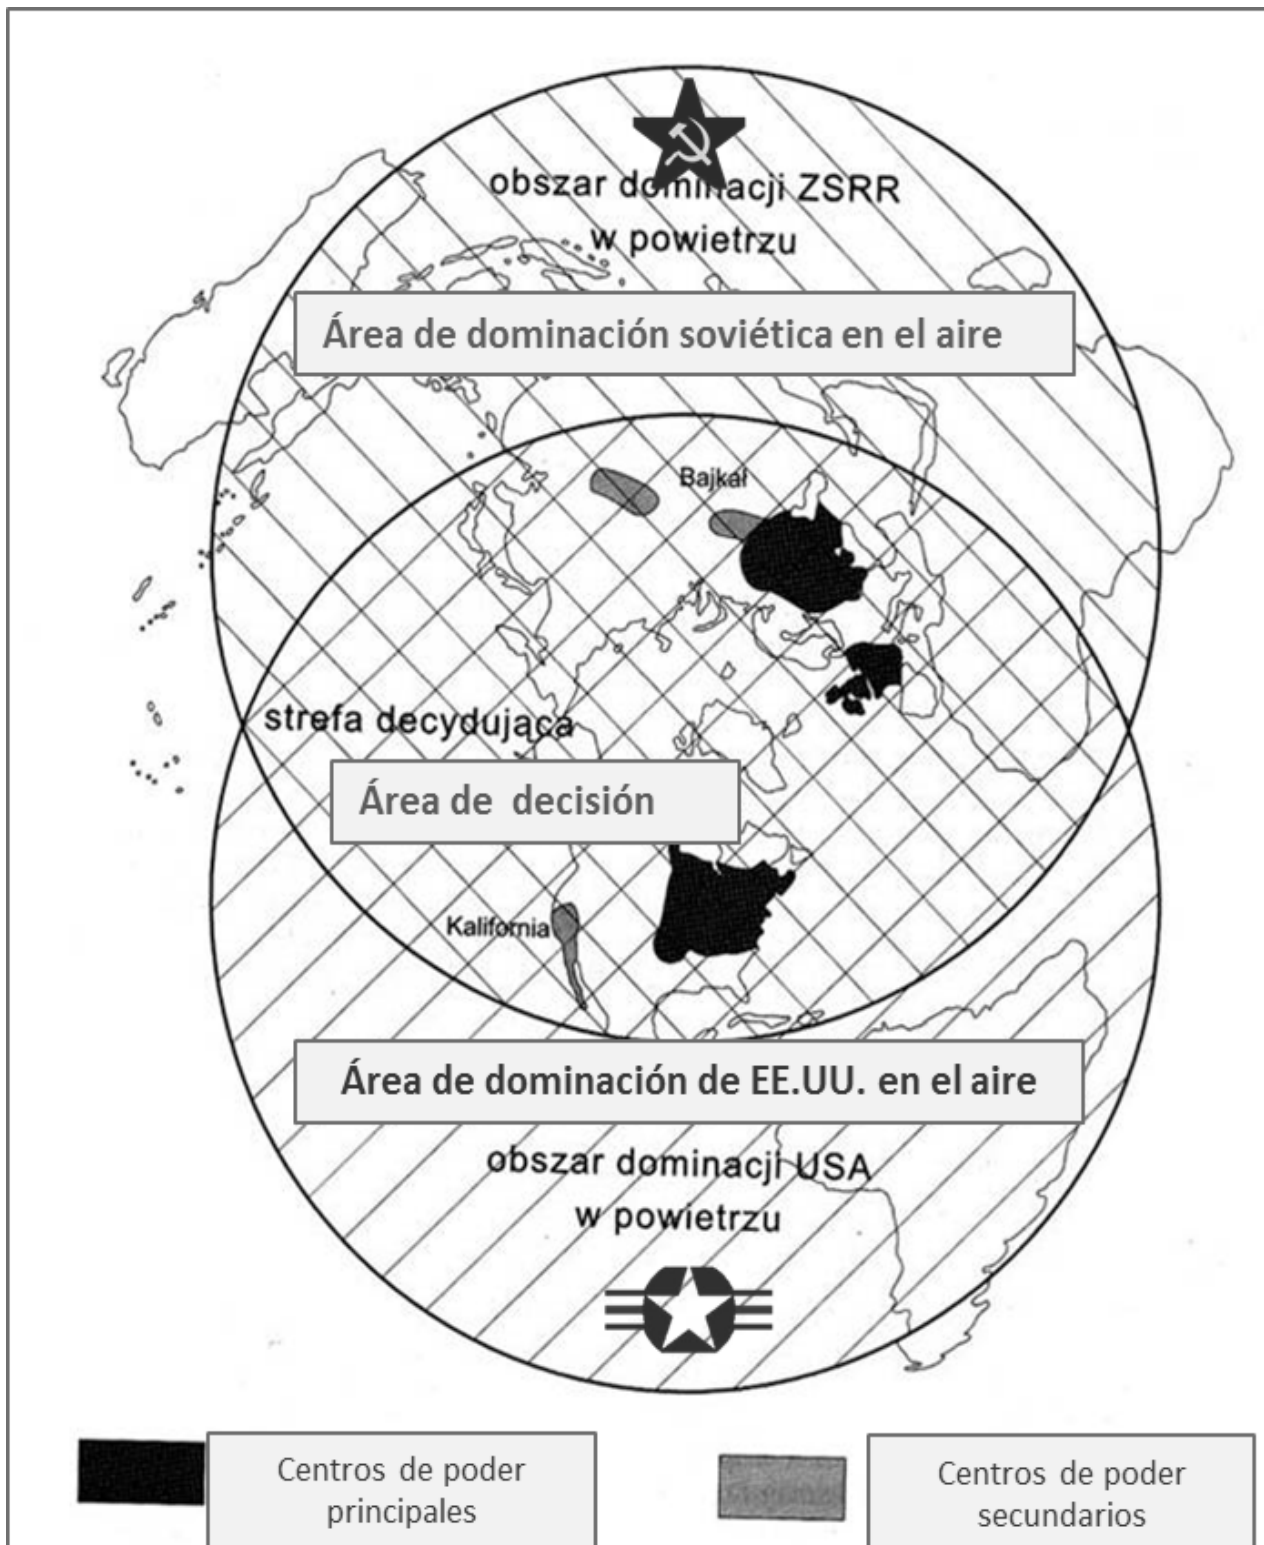 obszar dominacji ZSRR
w powietrzu
Área de dominación soviética en el aire
Bajkał
strefa decydująca
Área de decisión
Kalifornia
Área de dominación de EE.UU. en el aire
obszar dominacji USA
w powietrzu
Centros de poder
principales
Centros de poder
secundarios